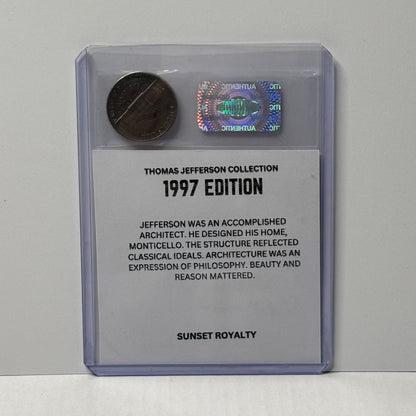 AUTHENTIC
THOMAS JEFFERSON COLLECTION
1997 EDITION
JEFFERSON WAS AN ACCOMPLISHED
ARCHITECT. HE DESIGNED HIS HOME,
MONTICELLO. THE STRUCTURE REFLECTED
CLASSICAL IDEALS. ARCHITECTURE WAS AN
EXPRESSION OF PHILOSOPHY. BEAUTY AND
REASON MATTERED.
SUNSET ROYALTY